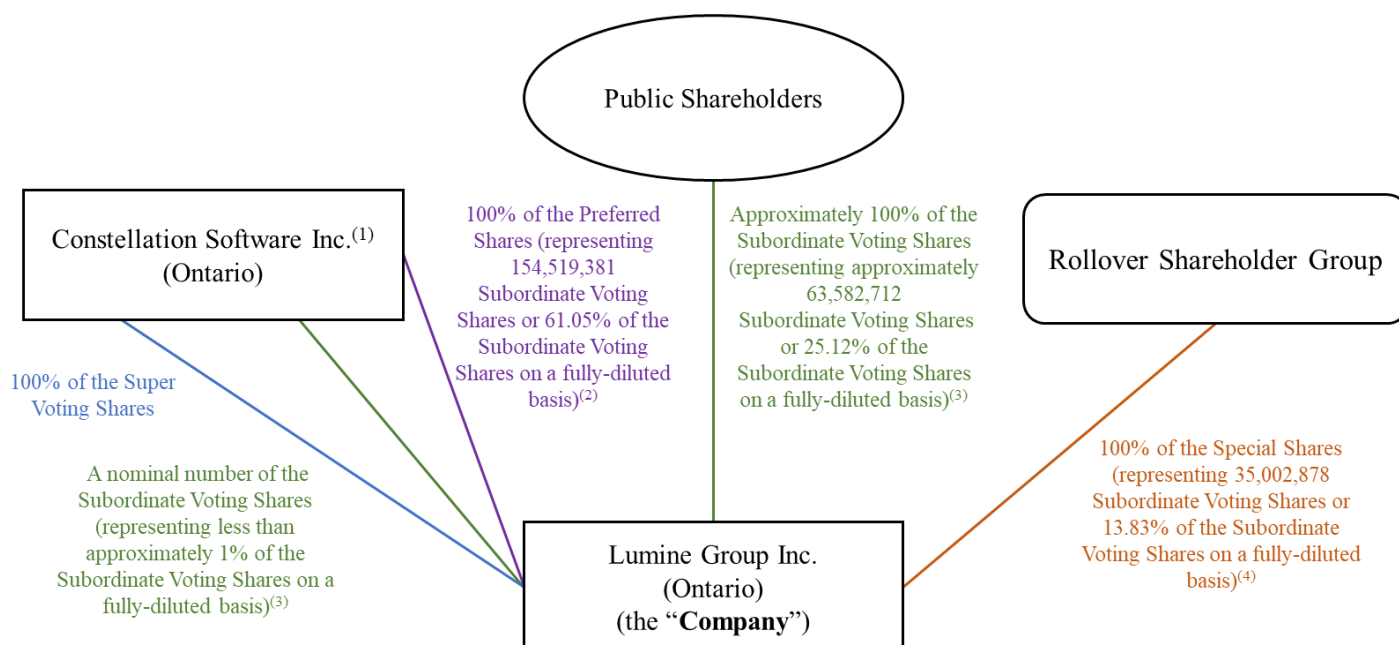 Public Shareholders
Constellation Software Inc.(1)
(Ontario)
100% of the Preferred
Shares (representing
154,519,381
Subordinate Voting
Shares or 61.05% of the
Subordinate Voting
Shares on a fully-diluted
basis)(2)
Approximately 100% of the
Subordinate Voting Shares
(representing approximately
63,582,712
Subordinate Voting Shares
or 25.12% of the
Subordinate Voting Shares
on a fully-diluted basis)(3)
Rollover Shareholder Group
100% of the Super
Voting Shares
A nominal number of the
Subordinate Voting Shares
(representing less than
approximately 1% of the
Subordinate Voting Shares on a
fully-diluted basis)(3)
100% of the Special Shares
(representing 35,002,878
Subordinate Voting Shares or
13.83% of the Subordinate
Voting Shares on a fully-diluted
basis)(4)
Lumine Group Inc.
(Ontario)
(the “Company”)